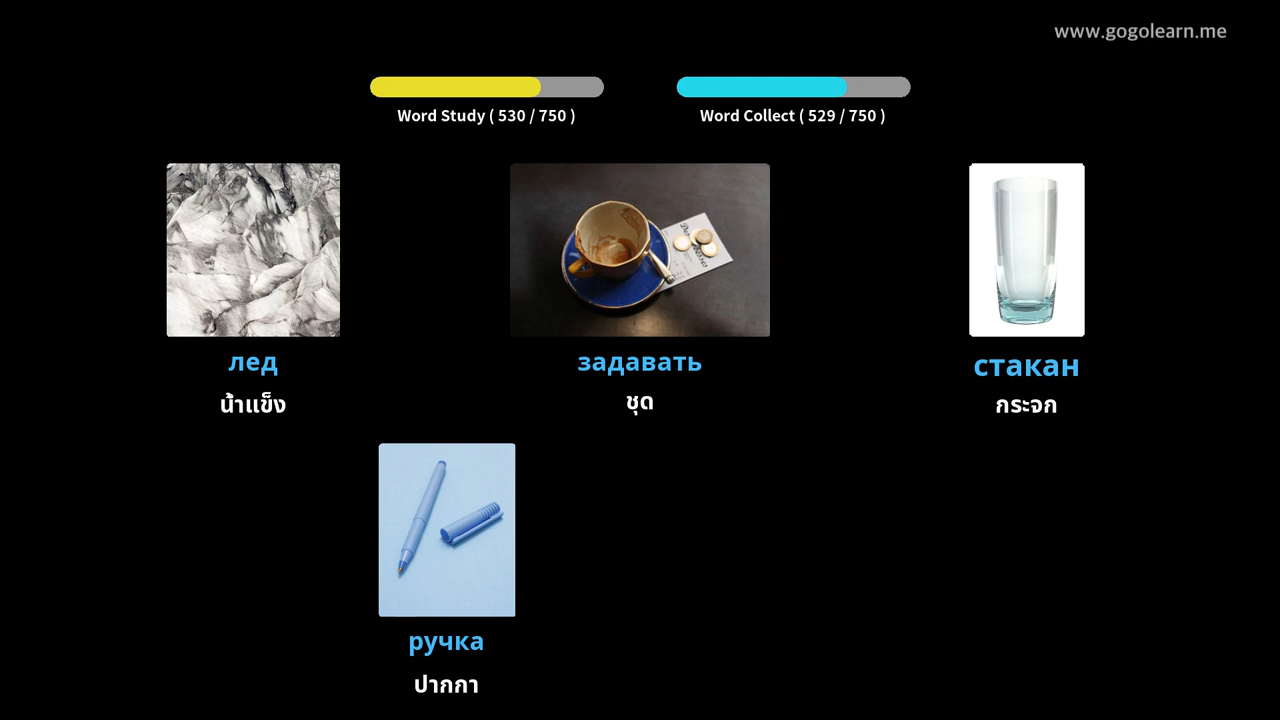 www.gogolearn.me
Word Study ( 530 / 750 )
Word Collect ( 529 / 750 )
лед
น้ำแข็ง
задавать
ชุด
стакан
กระจก
ручка
ปากกา